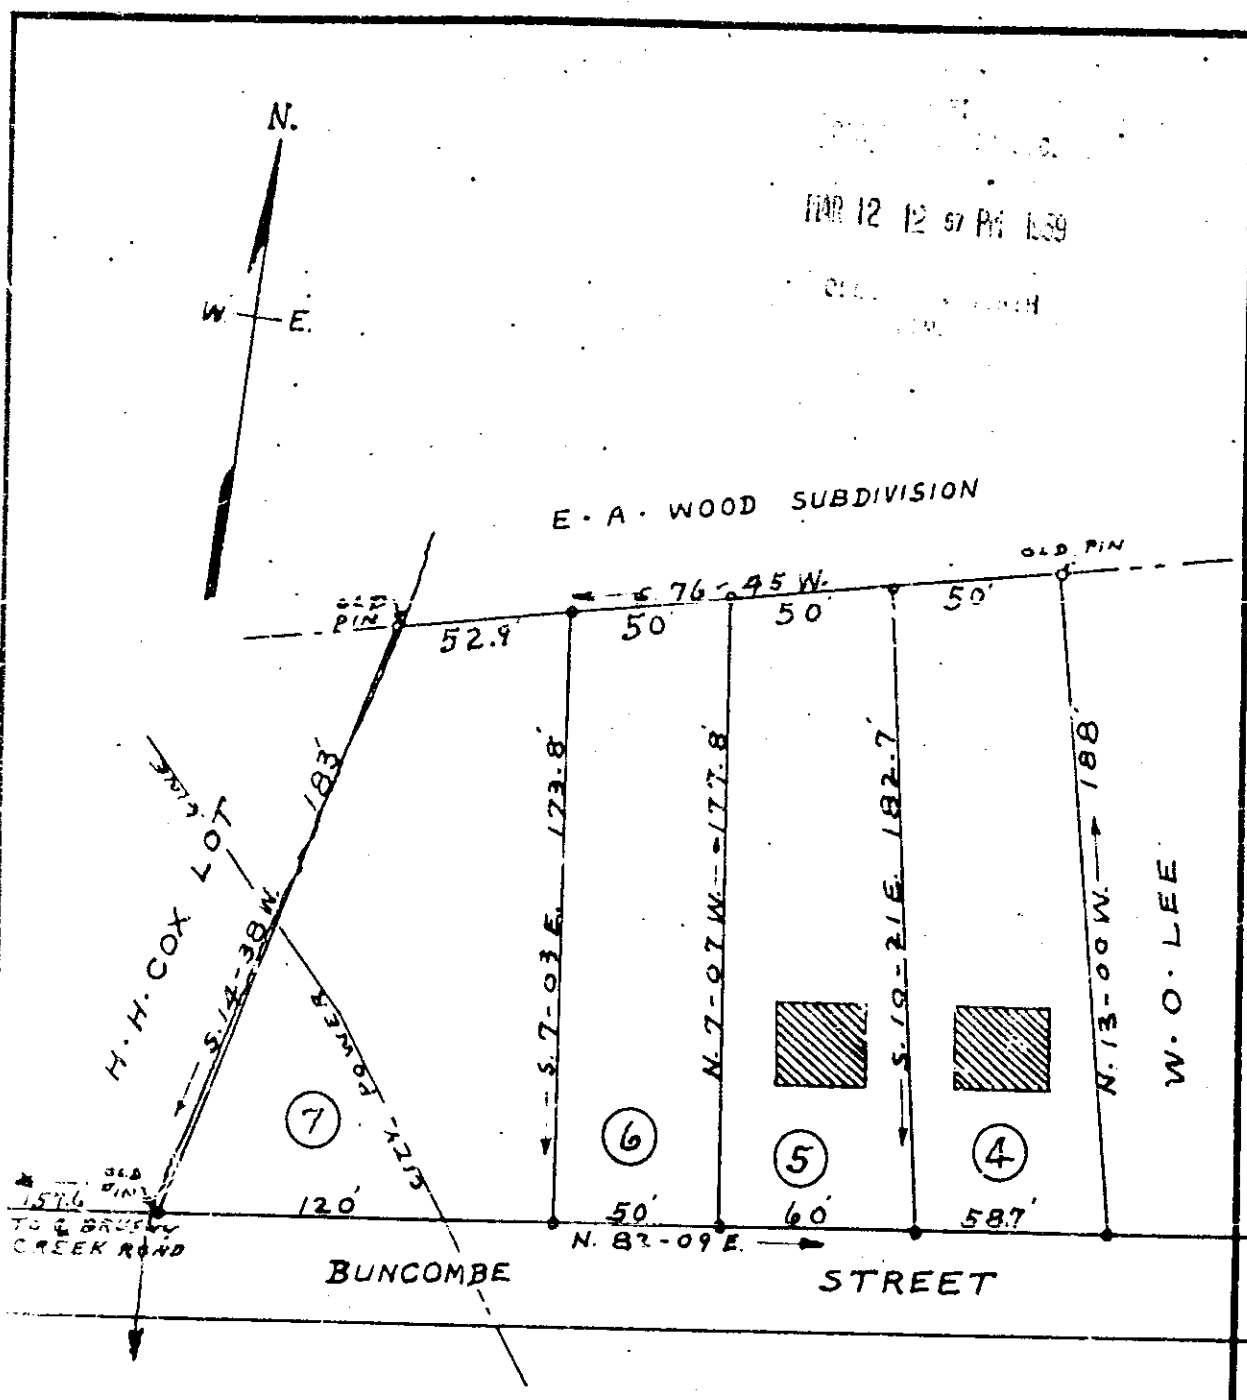 N.
MAR 12 12 57 PM 1959
W. E.
E. A. WOOD SUBDIVISION
OLD PIN
S. 76-45 W.
OLD PIN
52.9'
50'
50'
50'
183'
173.8'
177.8'
182.7'
188'
LINE
H. H. COX LOT
S. 14-38 W.
S. 7-03 E.
N. 7-07 W.
S. 10-21 E.
N. 13-00 W.
W. O. LEE
CITY POWER
7
6
5
4
OLD PIN
157.6'
TO BRUSHY
CREEK ROAD
120'
50'
60'
58.7'
N. 82-09 E.
BUNCOMBE STREET